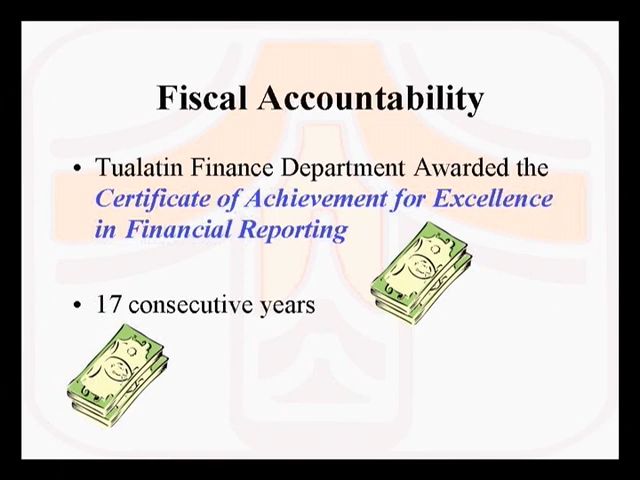 Fiscal Accountability
• Tualatin Finance Department Awarded the
Certificate of Achievement for Excellence
in Financial Reporting
• 17 consecutive years